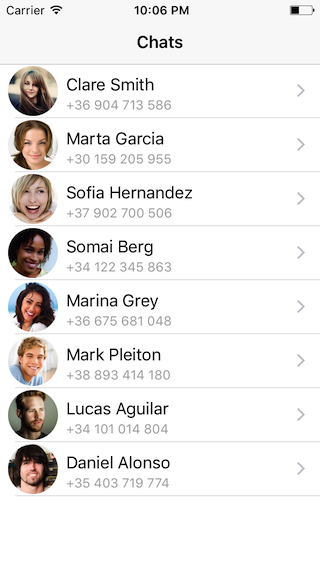 Carrier 10:06 PM
Chats
Clare Smith
+36 904 713 586
Marta Garcia
+30 159 205 955
Sofia Hernandez
+37 902 700 506
Somai Berg
+34 122 345 863
Marina Grey
+36 675 681 048
Mark Pleiton
+38 893 414 180
Lucas Aguilar
+34 101 014 804
Daniel Alonso
+35 403 719 774